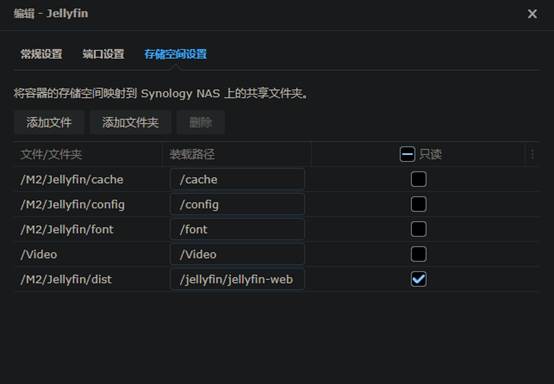 编辑 - Jellyfin
常规设置 端口设置 存储空间设置
将容器的存储空间映射到 Synology NAS 上的共享文件夹。
添加文件 添加文件夹 删除
文件/文件夹 装载路径 只读
/M2/Jellyfin/cache /cache
/M2/Jellyfin/config /config
/M2/Jellyfin/font /font
/Video /Video
/M2/Jellyfin/dist /jellyfin/jellyfin-web